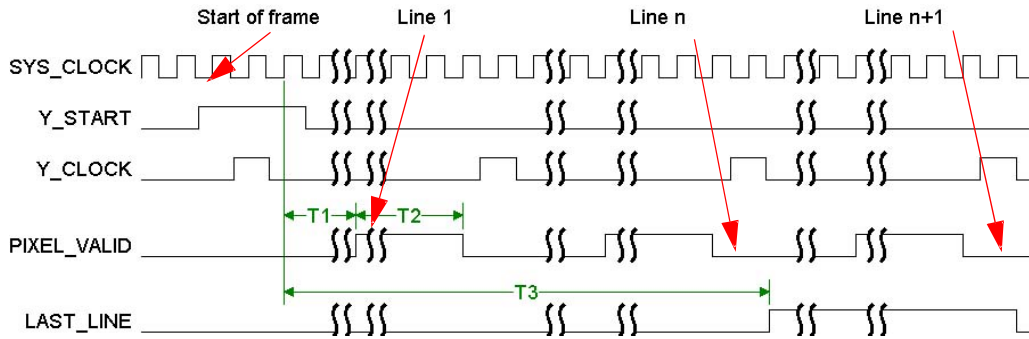 Start of frame Line 1 Line n Line n+1
SYS_CLOCK
Y_START
Y_CLOCK
T1 T2
PIXEL_VALID
T3
LAST_LINE